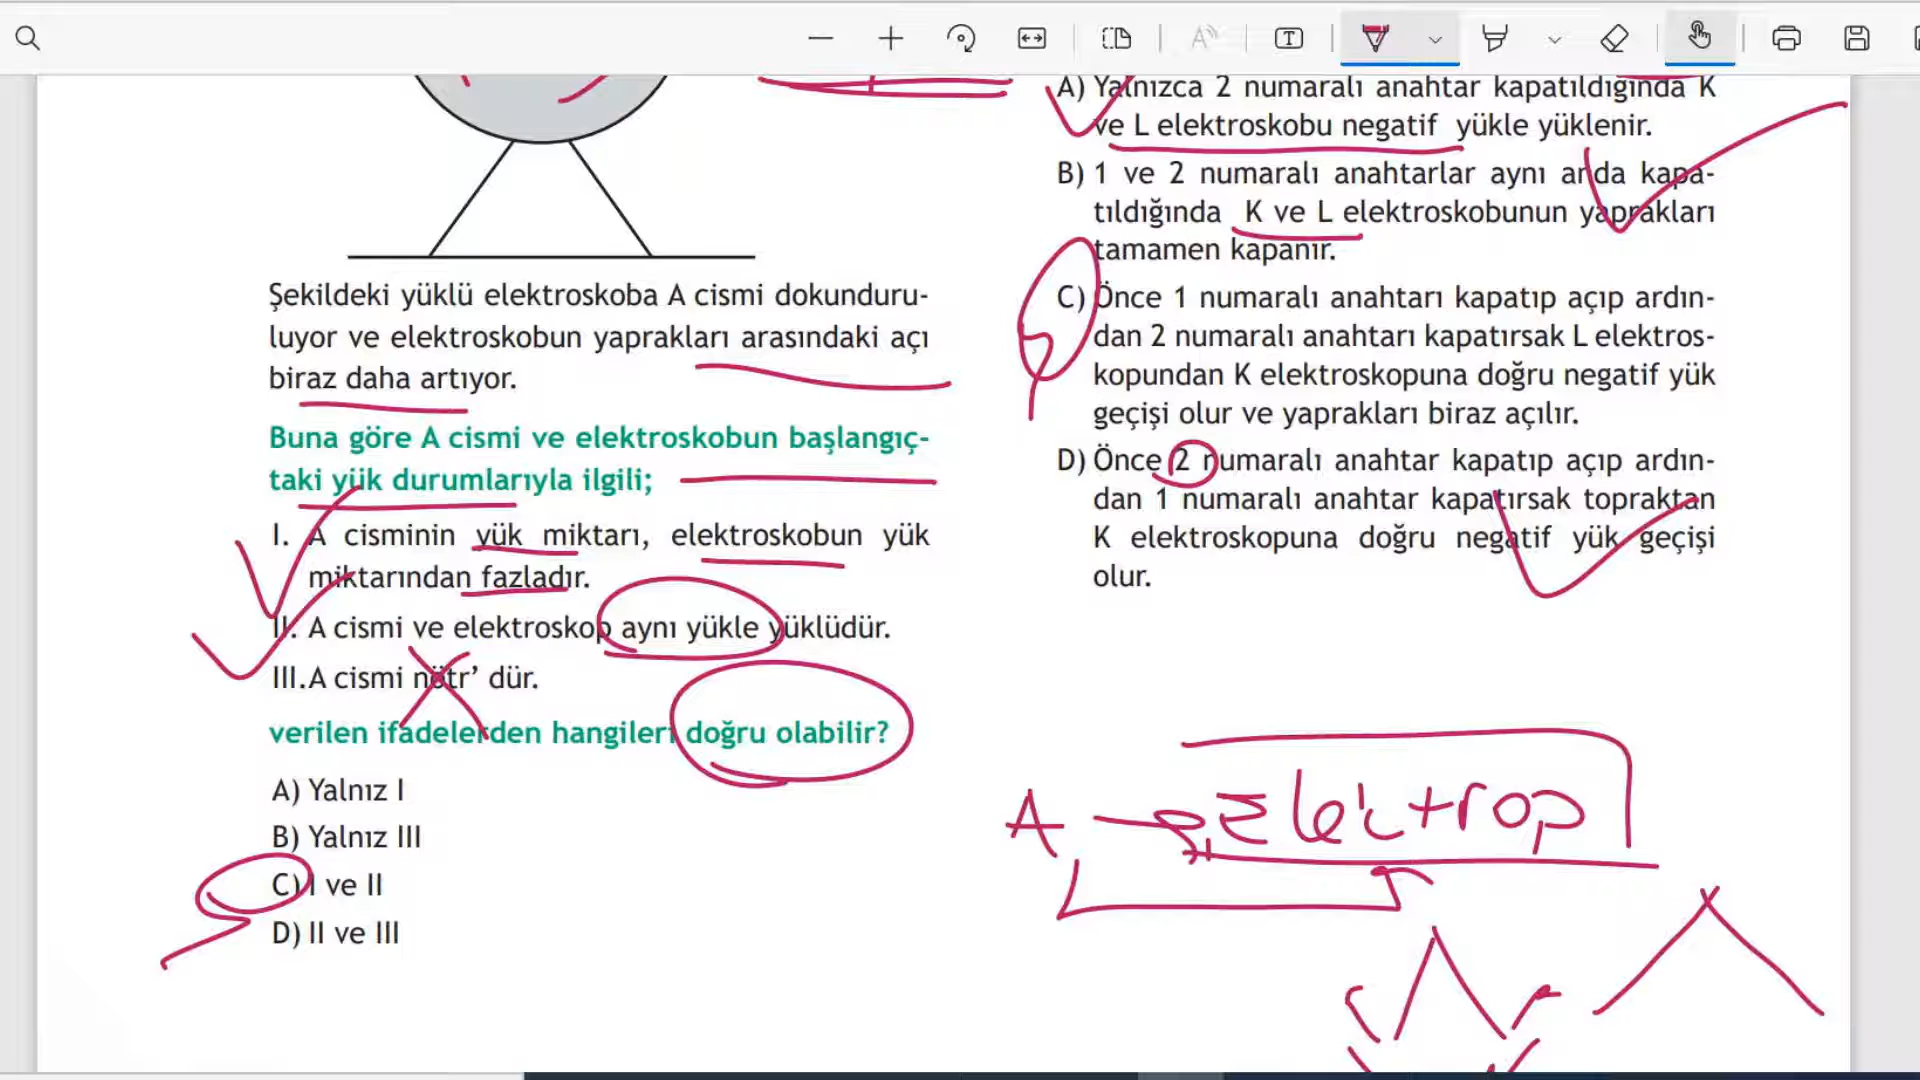 Şekildeki yüklü elektroskoba A cismi dokunduru-
luyor ve elektroskobun yaprakları arasındaki açı
biraz daha artıyor.
Buna göre A cismi ve elektroskobun başlangıç-
taki yük durumlarıyla ilgili;
I. A cisminin yük miktarı, elektroskobun yük
miktarından fazladır.
II. A cismi ve elektroskop aynı yükle yüklüdür.
III.A cismi nötr’ dür.
verilen ifadelerden hangileri doğru olabilir?
A) Yalnız I
B) Yalnız III
C) I ve II
D) II ve III
A) Yalnızca 2 numaralı anahtar kapatıldığında K
ve L elektroskobu negatif yükle yüklenir.
B) 1 ve 2 numaralı anahtarlar aynı anda kapa-
tıldığında K ve L elektroskobunun yaprakları
tamamen kapanır.
C) Önce 1 numaralı anahtarı kapatıp açıp ardın-
dan 2 numaralı anahtarı kapatırsak L elektros-
kopundan K elektroskopuna doğru negatif yük
geçişi olur ve yaprakları biraz açılır.
D) Önce 2 numaralı anahtar kapatıp açıp ardın-
dan 1 numaralı anahtar kapatırsak topraktan
K elektroskopuna doğru negatif yük geçişi
olur.
A Elektrop